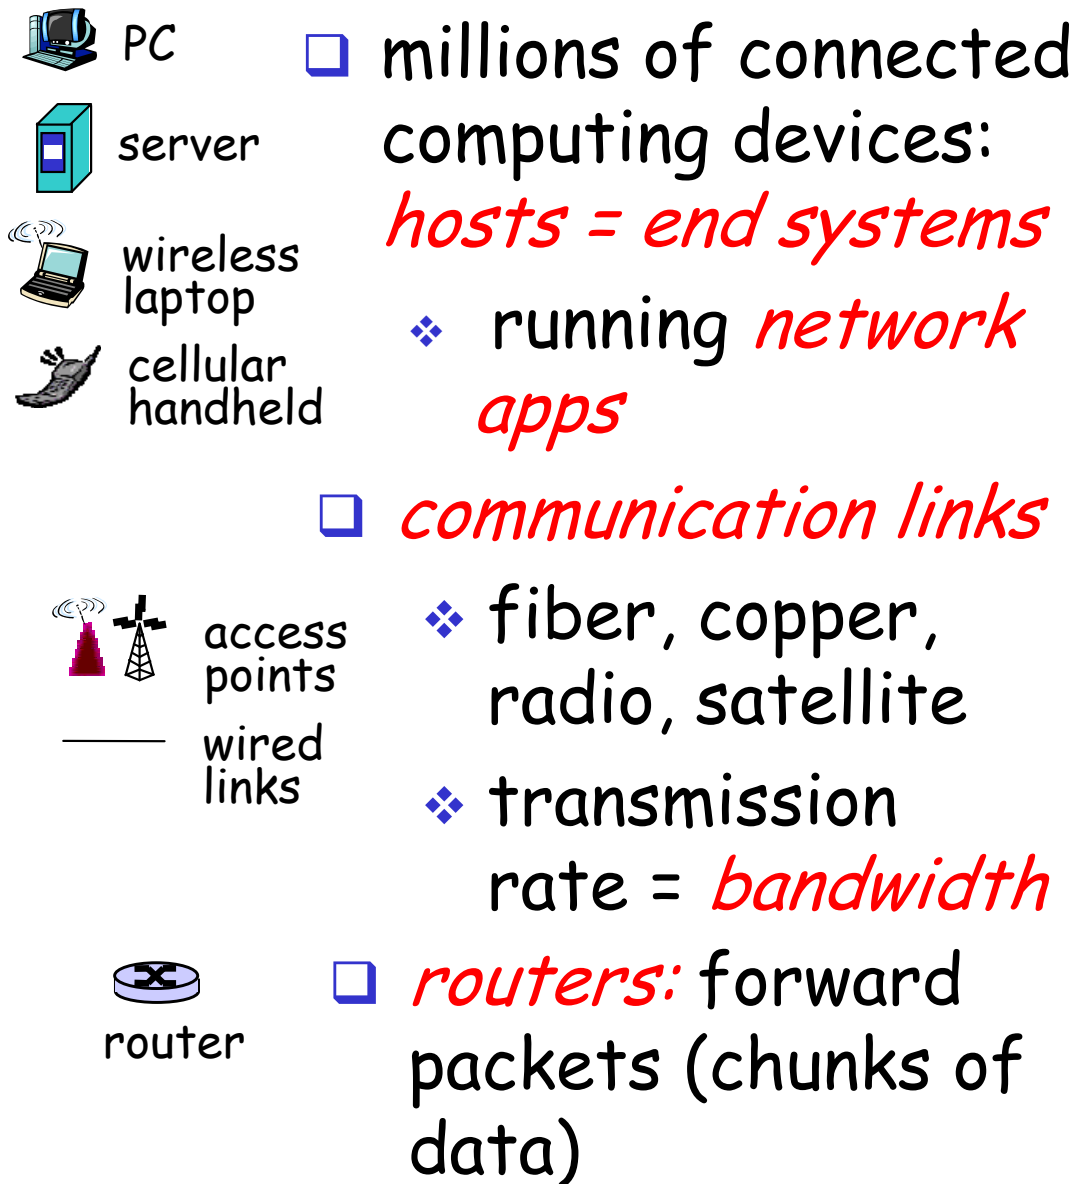 PC
server
wireless
laptop
cellular
handheld
millions of connected
computing devices:
hosts = end systems
running network
apps
communication links
access
points
wired
links
fiber, copper,
radio, satellite
transmission
rate = bandwidth
router
routers: forward
packets (chunks of
data)